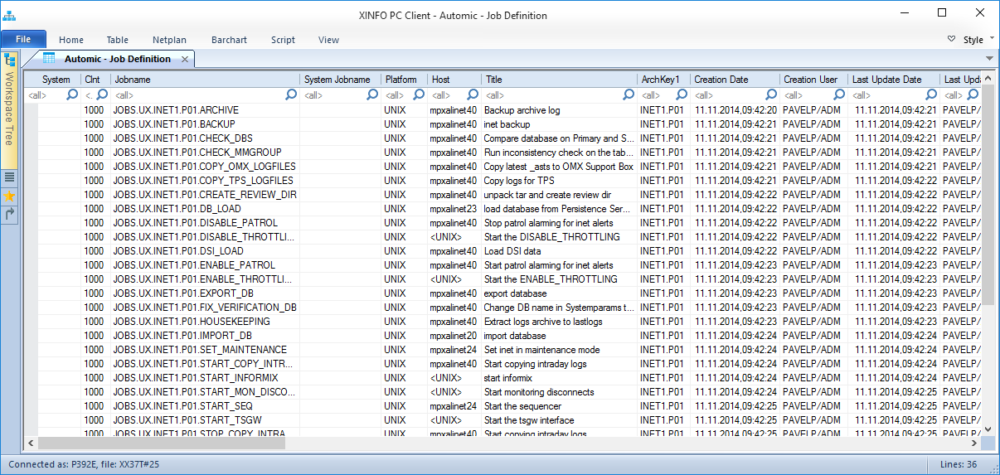 XINFO PC Client - Automic - Job Definition
File Home Table Netplan Barchart Script View Style
Automic - Job Definition
Workspace Tree
System Clnt Jobname System Jobname Platform Host Title ArchKey1 Creation Date Creation User Last Update Date Last Upda
<all> <. <all> <all> <all> <all> <all> <all> <all> <all> <all> <all>
1000 JOBS.UX.INET1.P01.ARCHIVE UNIX mpxalinet40 Backup archive log INET1.P01 11.11.2014,09:42:20 PAVELP/ADM 11.11.2014,09:42:21 PAVELP/
1000 JOBS.UX.INET1.P01.BACKUP UNIX mpxalinet40 inet backup INET1.P01 11.11.2014,09:42:21 PAVELP/ADM 11.11.2014,09:42:21 PAVELP/
1000 JOBS.UX.INET1.P01.CHECK_DBS UNIX mpxalinet40 Compare database on Primary and S... INET1.P01 11.11.2014,09:42:21 PAVELP/ADM 11.11.2014,09:42:21 PAVELP/
1000 JOBS.UX.INET1.P01.CHECK_MMGROUP UNIX mpxalinet40 Run inconsistency check on the tab... INET1.P01 11.11.2014,09:42:21 PAVELP/ADM 11.11.2014,09:42:21 PAVELP/
1000 JOBS.UX.INET1.P01.COPY_OMX_LOGFILES UNIX mpxalinet40 Copy latest _asts to OMX Support Box INET1.P01 11.11.2014,09:42:21 PAVELP/ADM 11.11.2014,09:42:21 PAVELP/
1000 JOBS.UX.INET1.P01.COPY_TPS_LOGFILES UNIX mpxalinet40 Copy logs for TPS INET1.P01 11.11.2014,09:42:21 PAVELP/ADM 11.11.2014,09:42:22 PAVELP/
1000 JOBS.UX.INET1.P01.CREATE_REVIEW_DIR UNIX mpxalinet40 unpack tar and create review dir INET1.P01 11.11.2014,09:42:22 PAVELP/ADM 11.11.2014,09:42:22 PAVELP/
1000 JOBS.UX.INET1.P01.DB_LOAD UNIX mpxalinet23 load database from Persistence Ser... INET1.P01 11.11.2014,09:42:22 PAVELP/ADM 11.11.2014,09:42:22 PAVELP/
1000 JOBS.UX.INET1.P01.DISABLE_PATROL UNIX mpxalinet40 Stop patrol alarming for inet alerts INET1.P01 11.11.2014,09:42:22 PAVELP/ADM 11.11.2014,09:42:22 PAVELP/
1000 JOBS.UX.INET1.P01.DISABLE_THROTTLI... UNIX <UNIX> Start the DISABLE_THROTTLING INET1.P01 11.11.2014,09:42:22 PAVELP/ADM 11.11.2014,09:42:22 PAVELP/
1000 JOBS.UX.INET1.P01.DSI_LOAD UNIX mpxalinet40 Load DSI data INET1.P01 11.11.2014,09:42:22 PAVELP/ADM 11.11.2014,09:42:22 PAVELP/
1000 JOBS.UX.INET1.P01.ENABLE_PATROL UNIX mpxalinet40 Start patrol alarming for inet alerts INET1.P01 11.11.2014,09:42:23 PAVELP/ADM 11.11.2014,09:42:23 PAVELP/
1000 JOBS.UX.INET1.P01.ENABLE_THROTTLI... UNIX <UNIX> Start the ENABLE_THROTTLING INET1.P01 11.11.2014,09:42:23 PAVELP/ADM 11.11.2014,09:42:23 PAVELP/
1000 JOBS.UX.INET1.P01.EXPORT_DB UNIX mpxalinet40 export database INET1.P01 11.11.2014,09:42:23 PAVELP/ADM 11.11.2014,09:42:23 PAVELP/
1000 JOBS.UX.INET1.P01.FIX_VERIFICATION_DB UNIX mpxalinet40 Change DB name in Systemparams t... INET1.P01 11.11.2014,09:42:23 PAVELP/ADM 11.11.2014,09:42:23 PAVELP/
1000 JOBS.UX.INET1.P01.HOUSEKEEPING UNIX mpxalinet40 Extract logs archive to lastlogs INET1.P01 11.11.2014,09:42:23 PAVELP/ADM 11.11.2014,09:42:23 PAVELP/
1000 JOBS.UX.INET1.P01.IMPORT_DB UNIX mpxalinet20 import database INET1.P01 11.11.2014,09:42:24 PAVELP/ADM 11.11.2014,09:42:24 PAVELP/
1000 JOBS.UX.INET1.P01.SET_MAINTENANCE UNIX mpxalinet24 Set inet in maintenance mode INET1.P01 11.11.2014,09:42:24 PAVELP/ADM 11.11.2014,09:42:24 PAVELP/
1000 JOBS.UX.INET1.P01.START_COPY_INTR... UNIX mpxalinet40 Start copying intraday logs INET1.P01 11.11.2014,09:42:24 PAVELP/ADM 11.11.2014,09:42:24 PAVELP/
1000 JOBS.UX.INET1.P01.START_INFORMIX UNIX <UNIX> start informix INET1.P01 11.11.2014,09:42:24 PAVELP/ADM 11.11.2014,09:42:24 PAVELP/
1000 JOBS.UX.INET1.P01.START_MON_DISCO... UNIX <UNIX> Start monitoring disconnects INET1.P01 11.11.2014,09:42:24 PAVELP/ADM 11.11.2014,09:42:25 PAVELP/
1000 JOBS.UX.INET1.P01.START_SEQ UNIX mpxalinet24 Start the sequencer INET1.P01 11.11.2014,09:42:25 PAVELP/ADM 11.11.2014,09:42:25 PAVELP/
1000 JOBS.UX.INET1.P01.START_TSGW UNIX <UNIX> Start the tsgw interface INET1.P01 11.11.2014,09:42:25 PAVELP/ADM 11.11.2014,09:42:25 PAVELP/
1000 JOBS.UX.INET1.P01.STOP_COPY_INTRA UNIX mpxalinet40 Start copying intraday logs INET1.P01 11.11.2014,09:42:25 PAVELP/ADM 11.11.2014,09:42:25 PAVELP/
Connected as: P392E, file: XX37T#25 Lines: 36